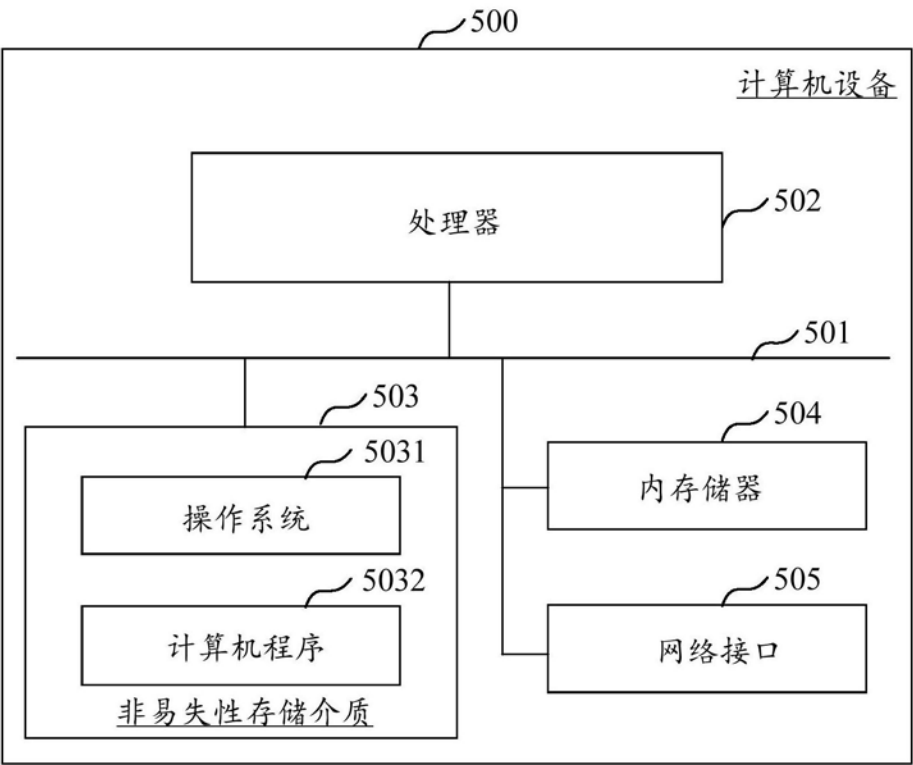 500
计算机设备
处理器
502
501
503
504
5031
操作系统
内存储器
5032
505
计算机程序
网络接口
非易失性存储介质